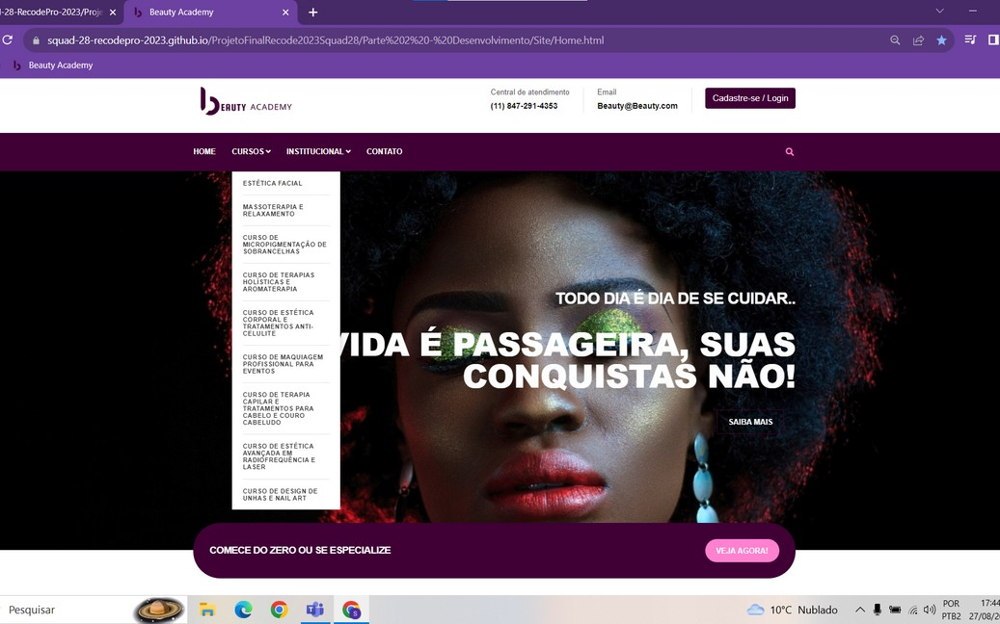 l-28-RecodePro-2023/Proje
Beauty Academy
squad-28-recodepro-2023.github.io/ProjetoFinalRecode2023Squad28/Parte%202%20-%20Desenvolvimento/Site/Home.html
Beauty Academy
BEAUTY ACADEMY
Central de atendimento
(11) 847-291-4353
Email
Beauty@Beauty.com
Cadastre-se / Login
HOME CURSOS INSTITUCIONAL CONTATO
ESTÉTICA FACIAL
MASSOTERAPIA E
RELAXAMENTO
CURSO DE
MICROPIGMENTAÇÃO DE
SOBRANCELHAS
CURSO DE TERAPIAS
HOLÍSTICAS E
AROMATERAPIA
CURSO DE ESTÉTICA
CORPORAL E
TRATAMENTOS ANTI-
CELULITE
CURSO DE MAQUIAGEM
PROFISSIONAL PARA
EVENTOS
CURSO DE TERAPIA
CAPILAR E
TRATAMENTOS PARA
CABELO E COURO
CABELUDO
CURSO DE ESTÉTICA
AVANÇADA EM
RADIOFREQUÊNCIA E
LASER
CURSO DE DESIGN DE
UNHAS E NAIL ART
TODO DIA É DIA DE SE CUIDAR..
VIDA É PASSAGEIRA, SUAS
CONQUISTAS NÃO!
SAIBA MAIS
COMECE DO ZERO OU SE ESPECIALIZE
VEJA AGORA!
Pesquisar
10°C Nublado
POR
PTB2
17:44
27/08/2